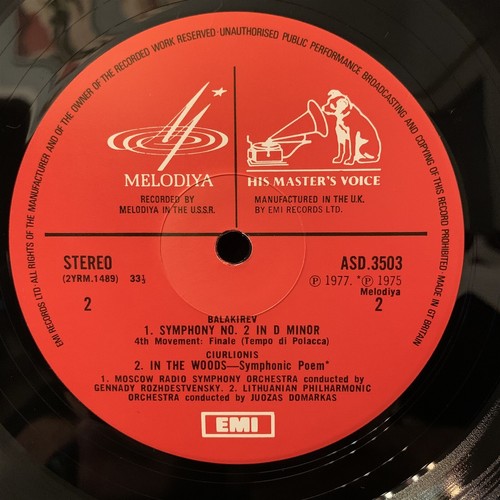 EMI RECORDS LTD ALL RIGHTS OF THE MANUFACTURER AND OF THE OWNER OF THE RECORDED WORK RESERVED UNAUTHORISED PUBLIC PERFORMANCE BROADCASTING AND COPYING OF THIS RECORD PROHIBITED MADE IN GT BRITAIN
MELODIYA
HIS MASTER'S VOICE
RECORDED BY
MELODIYA IN THE U.S.S.R.
MANUFACTURED IN THE U.K.
BY EMI RECORDS LTD.
STEREO
(2YRM.1489) 33⅓
2
ASD.3503
Ⓟ 1977. *Ⓟ 1975
Melodiya
2
BALAKIREV
1. SYMPHONY NO. 2 IN D MINOR
4th Movement: Finale (Tempo di Polacca)
CIURLIONIS
2. IN THE WOODS—Symphonic Poem*
1. MOSCOW RADIO SYMPHONY ORCHESTRA conducted by
GENNADY ROZHDESTVENSKY. 2. LITHUANIAN PHILHARMONIC
ORCHESTRA conducted by JUOZAS DOMARKAS
EMI